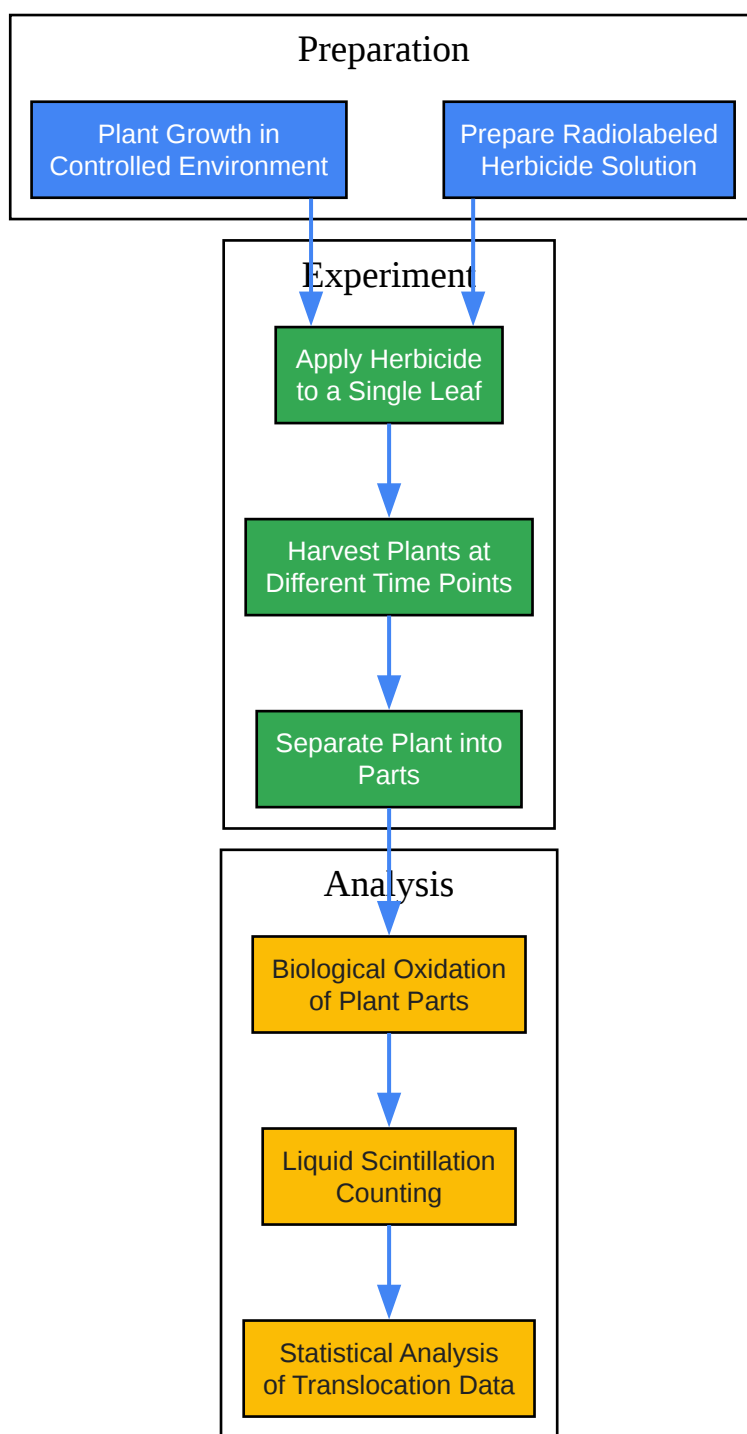 Preparation
Plant Growth in
Controlled Environment
Prepare Radiolabeled
Herbicide Solution
Experiment
Apply Herbicide
to a Single Leaf
Harvest Plants at
Different Time Points
Separate Plant into
Parts
Analysis
Biological Oxidation
of Plant Parts
Liquid Scintillation
Counting
Statistical Analysis
of Translocation Data